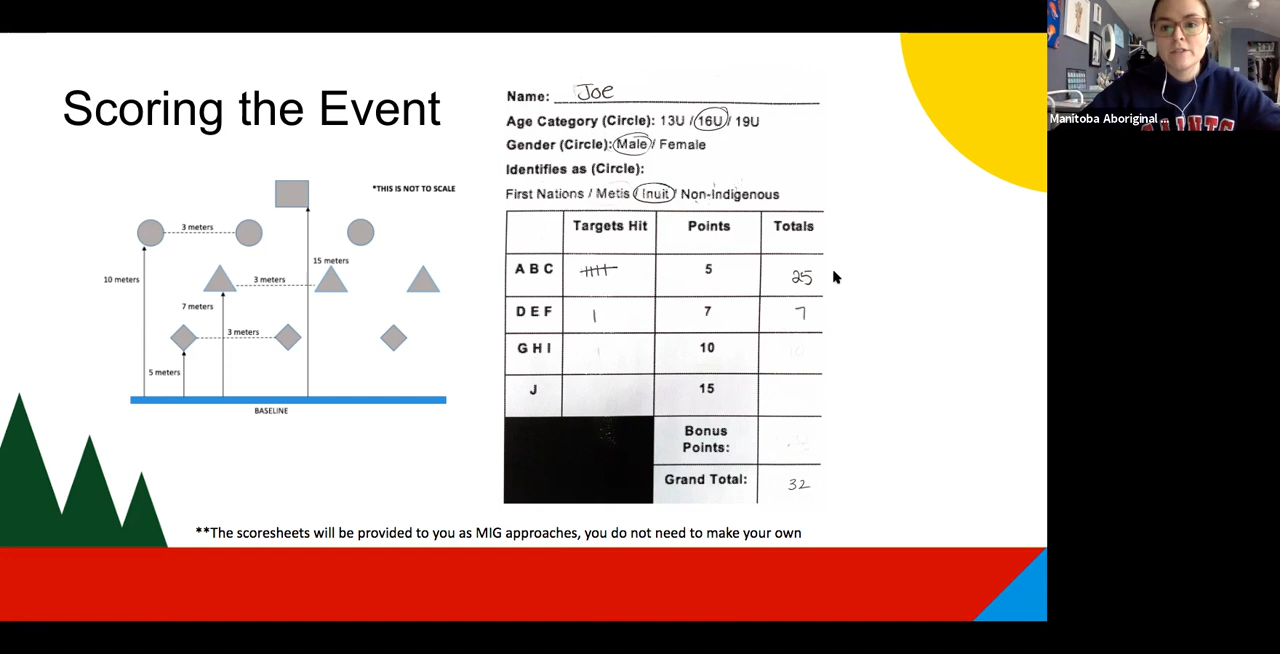 Scoring the Event
*THIS IS NOT TO SCALE
3 meters
10 meters
15 meters
3 meters
7 meters
3 meters
5 meters
BASELINE
Name: Joe
Age Category (Circle): 13U / 16U / 19U
Gender (Circle): Male / Female
Identifies as (Circle):
First Nations / Metis / Inuit / Non-Indigenous
Targets Hit Points Totals
A B C 5 25
D E F 1 7 7
G H I 10
J 15
Bonus Points:
Grand Total: 32
**The scoresheets will be provided to you as MIG approaches, you do not need to make your own
Manitoba Aboriginal ...